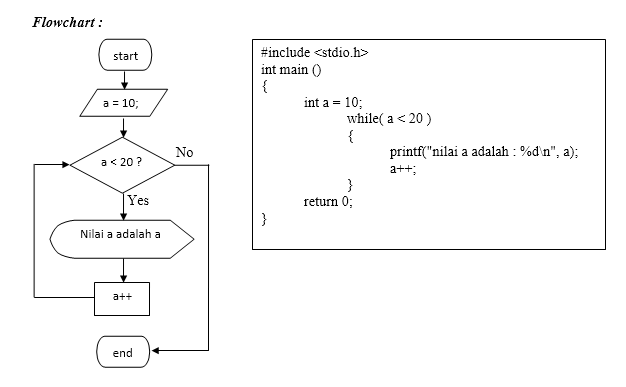 Flowchart :
start
a = 10;
a < 20 ?
No
Yes
Nilai a adalah a
a++
end
#include <stdio.h>
int main ()
{
int a = 10;
while( a < 20 )
{
printf("nilai a adalah : %d\n", a);
a++;
}
return 0;
}